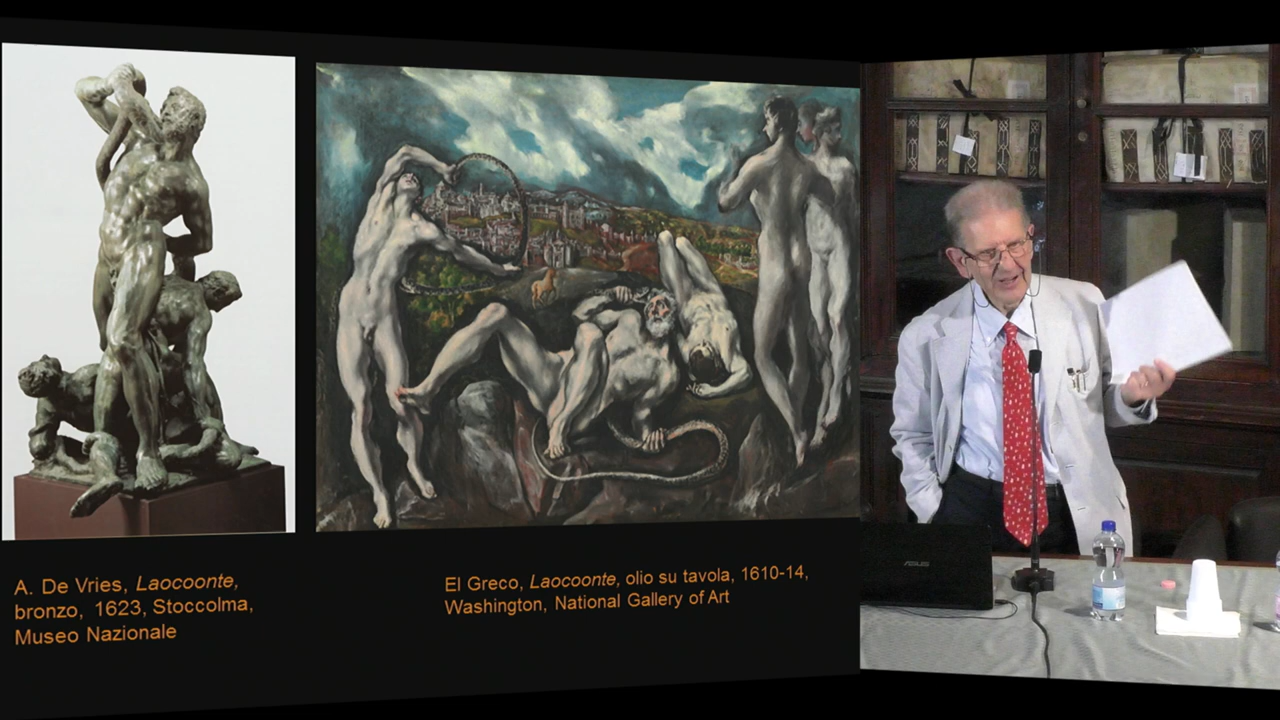 A. De Vries, Laocoonte,
bronzo, 1623, Stoccolma,
Museo Nazionale
El Greco, Laocoonte, olio su tavola, 1610-14,
Washington, National Gallery of Art
ASUS